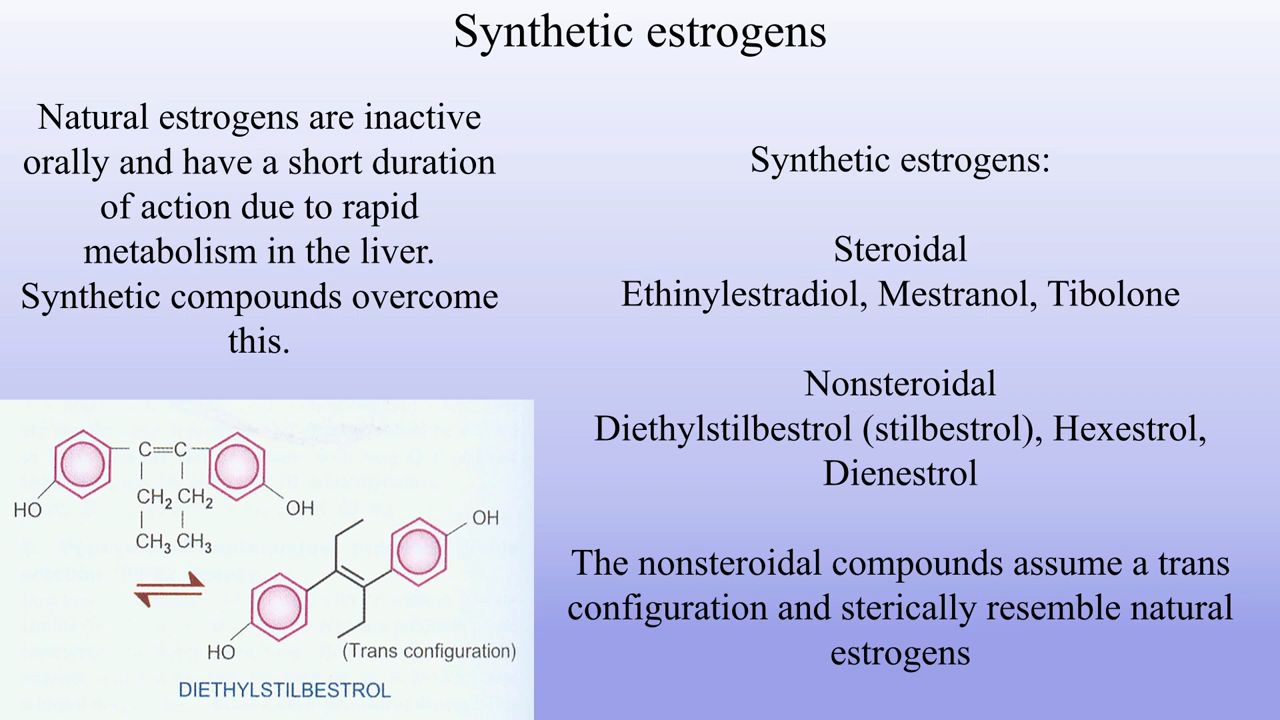 Synthetic estrogens
Natural estrogens are inactive
orally and have a short duration
of action due to rapid
metabolism in the liver.
Synthetic compounds overcome
this.
Synthetic estrogens:
Steroidal
Ethinylestradiol, Mestranol, Tibolone
Nonsteroidal
Diethylstilbestrol (stilbestrol), Hexestrol,
Dienestrol
The nonsteroidal compounds assume a trans
configuration and sterically resemble natural
estrogens
C=C
HO
CH₂ CH₂
OH
CH₃ CH₃
OH
HO
(Trans configuration)
DIETHYLSTILBESTROL